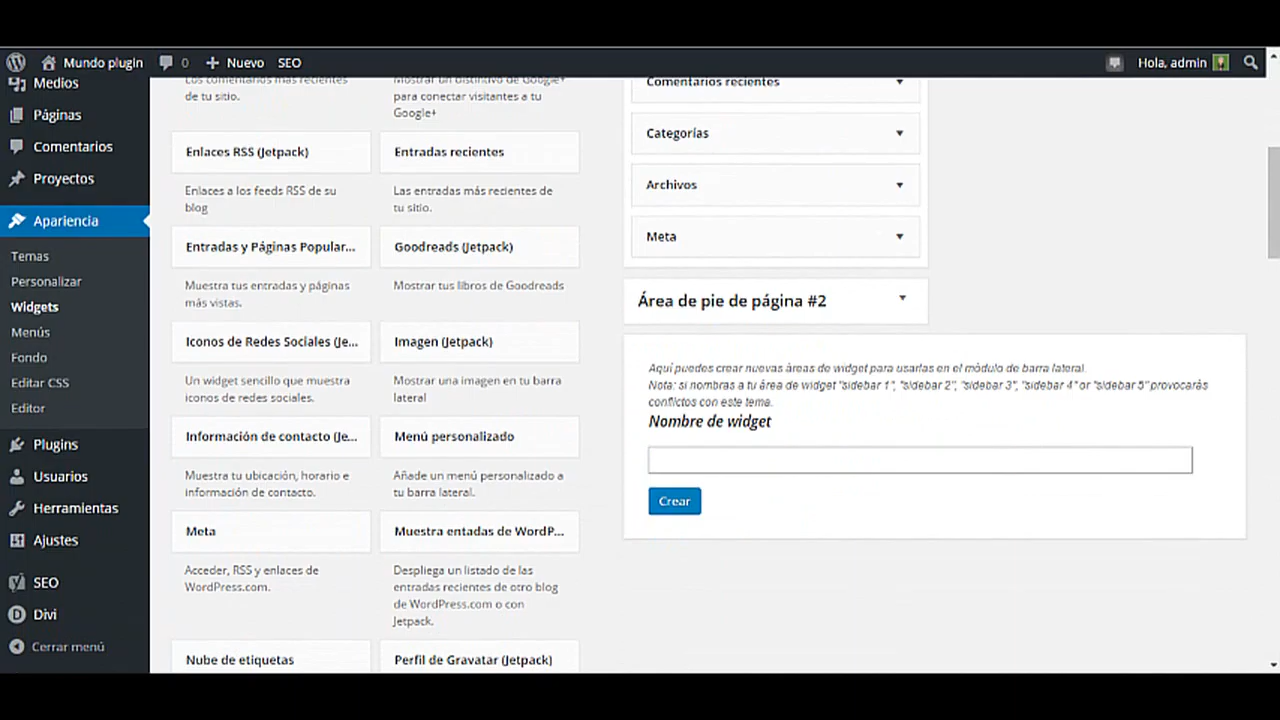 Mundo plugin
0
Nuevo
SEO
Hola, admin
Medios
Páginas
Comentarios
Proyectos
Apariencia
Temas
Personalizar
Widgets
Menús
Fondo
Editar CSS
Editor
Plugins
Usuarios
Herramientas
Ajustes
SEO
Divi
Cerrar menú
Los comentarios más recientes
de tu sitio.
Enlaces RSS (Jetpack)
Enlaces a los feeds RSS de su
blog
Entradas y Páginas Popular...
Muestra tus entradas y páginas
más vistas.
Iconos de Redes Sociales (Je...
Un widget sencillo que muestra
iconos de redes sociales.
Información de contacto (Je...
Muestra tu ubicación, horario e
información de contacto.
Meta
Acceder, RSS y enlaces de
WordPress.com.
Nube de etiquetas
Mostrar un distintivo de Google+
para conectar visitantes a tu
Google+
Entradas recientes
Las entradas más recientes de
tu sitio.
Goodreads (Jetpack)
Mostrar tus libros de Goodreads
Imagen (Jetpack)
Mostrar una imagen en tu barra
lateral
Menú personalizado
Añade un menú personalizado a
tu barra lateral.
Muestra entadas de WordP...
Despliega un listado de las
entradas recientes de otro blog
de WordPress.com o con
Jetpack.
Perfil de Gravatar (Jetpack)
Comentarios recientes
Categorías
Archivos
Meta
Área de pie de página #2
Aquí puedes crear nuevas áreas de widget para usarlas en el módulo de barra lateral.
Nota: si nombras a tu área de widget "sidebar 1", "sidebar 2", "sidebar 3", "sidebar 4" or "sidebar 5" provocarás
conflictos con este tema.
Nombre de widget
Crear